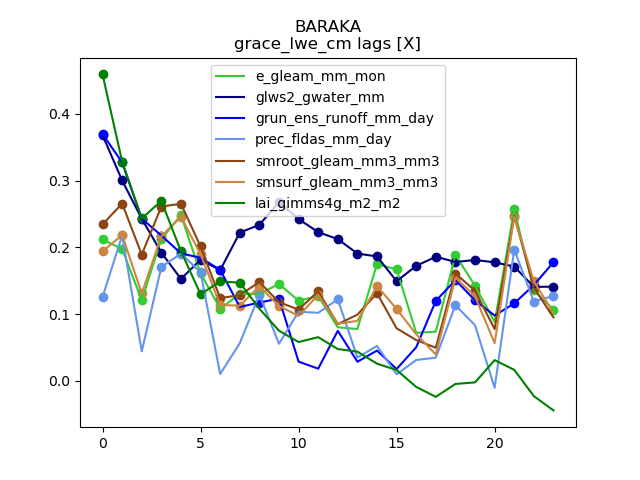 BARAKA
grace_lwe_cm lags [X]
e_gleam_mm_mon
glws2_gwater_mm
grun_ens_runoff_mm_day
prec_fldas_mm_day
smroot_gleam_mm3_mm3
smsurf_gleam_mm3_mm3
lai_gimms4g_m2_m2
0.4
0.3
0.2
0.1
0.0
0 5 10 15 20